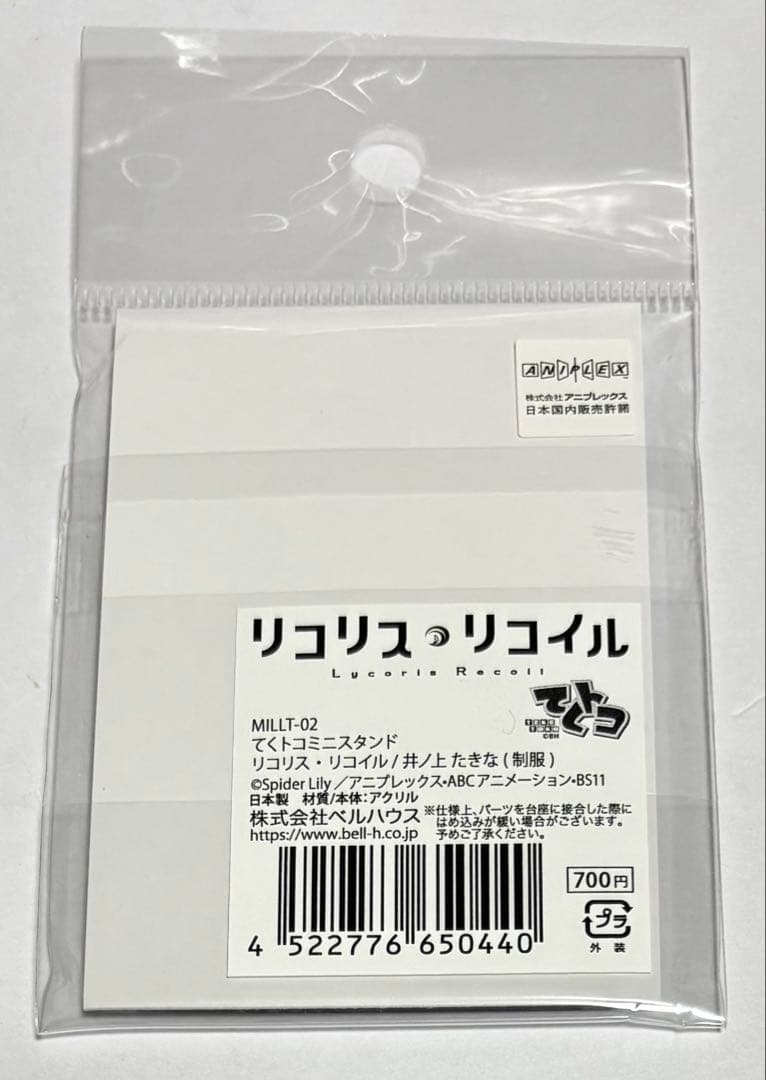 ANIPLEX
株式会社アニプレックス
日本国内販売許諾
リコリス・リコイル
Lycoris Recoil
てくトコ
TEKU TOKO
©BH
MILLT-02
てくトコミニスタンド
リコリス・リコイル / 井ノ上 たきな ( 制服 )
©Spider Lily／アニプレックス・ABCアニメーション・BS11
日本製　材質/本体：アクリル
株式会社ベルハウス
https://www.bell-h.co.jp
※仕様上、パーツを台座に接合した際に
はめ込みが緩い場合がございます。
予めご了承ください。
700円
4 522776 650440
プラ
外 装